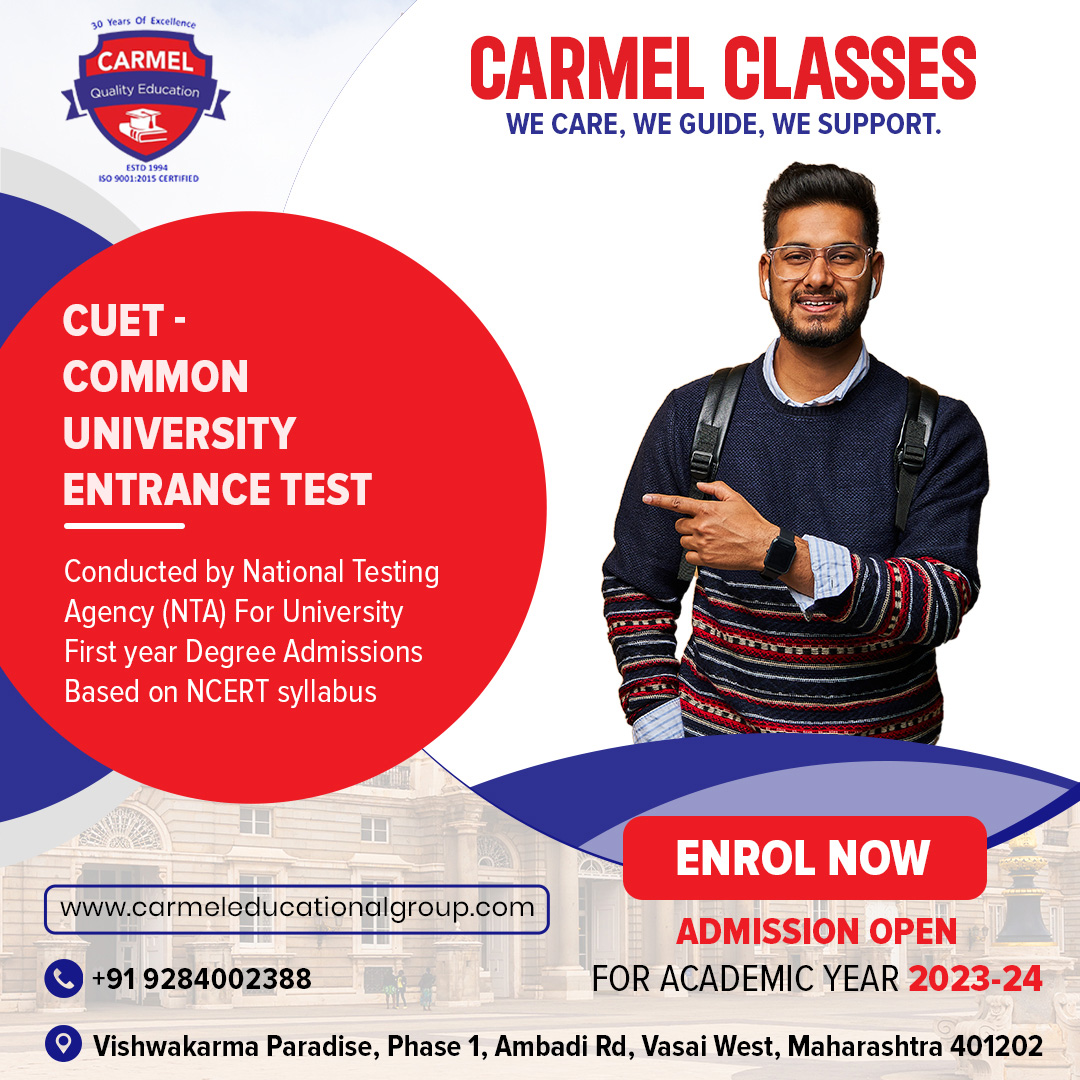 30 Years Of Excellence
CARMEL
Quality Education
ESTD 1994
ISO 9001:2015 CERTIFIED
CARMEL CLASSES
WE CARE, WE GUIDE, WE SUPPORT.
CUET -
COMMON
UNIVERSITY
ENTRANCE TEST
Conducted by National Testing
Agency (NTA) For University
First year Degree Admissions
Based on NCERT syllabus
ENROL NOW
ADMISSION OPEN
FOR ACADEMIC YEAR 2023-24
www.carmeleducationalgroup.com
+91 9284002388
Vishwakarma Paradise, Phase 1, Ambadi Rd, Vasai West, Maharashtra 401202